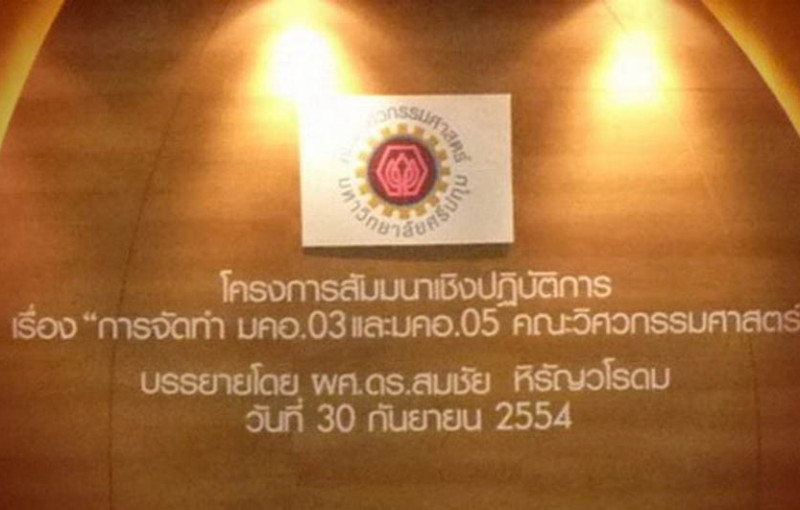 คณะวิศวกรรมศาสตร์
มหาวิทยาลัยศรีปทุม
โครงการสัมมนาเชิงปฏิบัติการ
เรื่อง "การจัดทำ มคอ.03 และมคอ.05 คณะวิศวกรรมศาสตร์
บรรยายโดย ผศ.ดร.สมชัย หิรัญวโรดม
วันที่ 30 กันยายน 2554